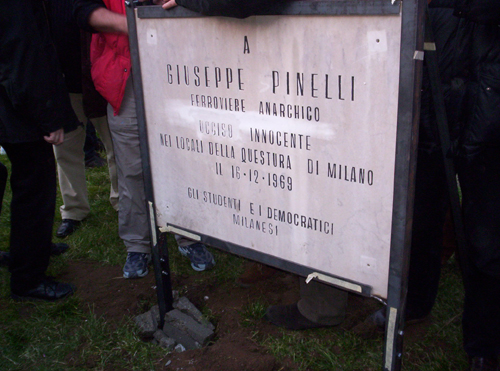 A
GIUSEPPE PINELLI
FERROVIERE ANARCHICO
UCCISO INNOCENTE
NEI LOCALI DELLA QUESTURA DI MILANO
IL 16-12-1969
GLI STUDENTI E I DEMOCRATICI
MILANESI